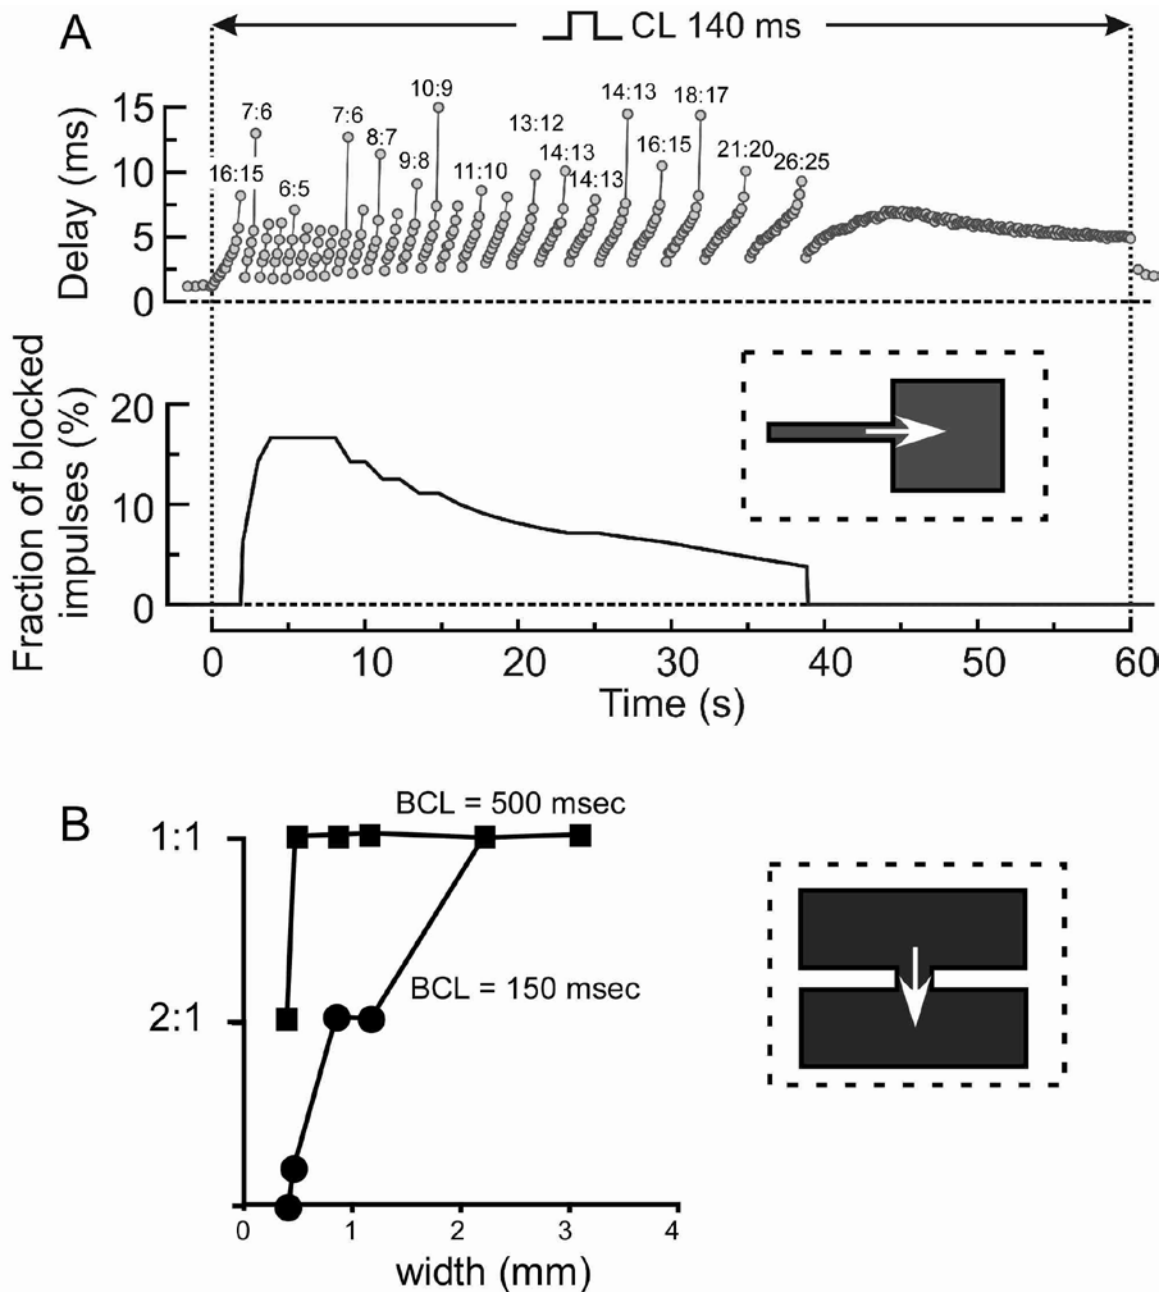 A
CL 140 ms
Delay (ms)
15
10
5
0
16:15
7:6
6:5
7:6
8:7
9:8
10:9
11:10
13:12
14:13
14:13
14:13
16:15
18:17
21:20
26:25
Fraction of blocked
impulses (%)
20
10
0
0 10 20 30 40 50 60
Time (s)
B
BCL = 500 msec
1:1
BCL = 150 msec
2:1
0 1 2 3 4
width (mm)